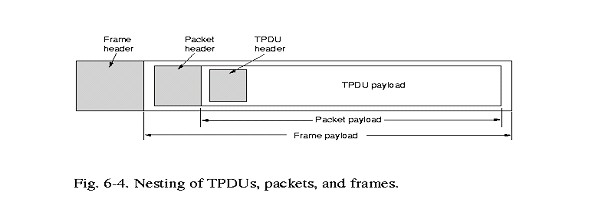 Frame
header
Packet
header
TPDU
header
TPDU payload
Packet payload
Frame payload
Fig. 6-4. Nesting of TPDUs, packets, and frames.